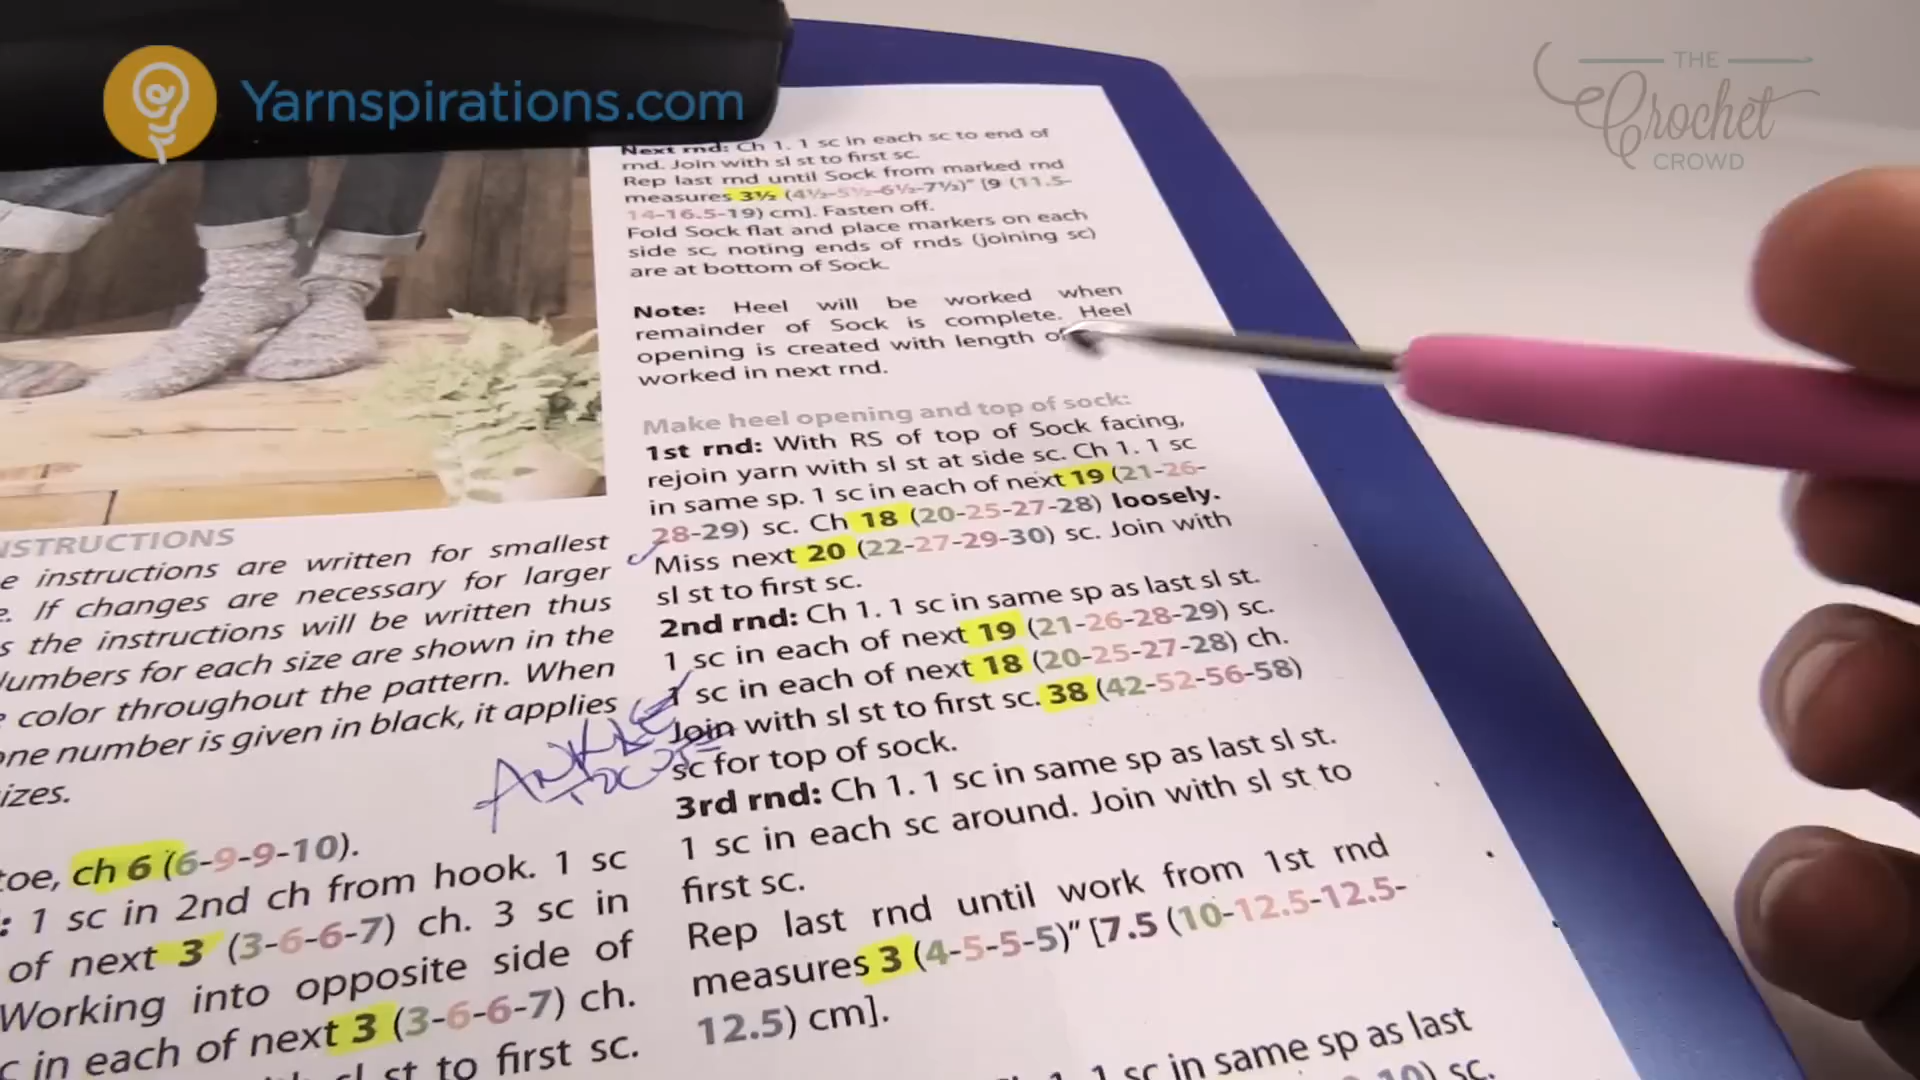 Yarnspirations.com
THE
Crochet
CROWD
Next rnd: Ch 1. 1 sc in each sc to end of
rnd. Join with sl st to first sc.
Rep last rnd until Sock from marked rnd
measures 3½ (4½-5½-6½-7½)" [9 (11.5-
14-16.5-19) cm]. Fasten off.
Fold Sock flat and place markers on each
side sc, noting ends of rnds (joining sc)
are at bottom of Sock.
Note: Heel will be worked when
remainder of Sock is complete. Heel
opening is created with length of
worked in next rnd.
Make heel opening and top of sock:
1st rnd: With RS of top of Sock facing,
rejoin yarn with sl st at side sc. Ch 1. 1 sc
in same sp. 1 sc in each of next 19 (21-26-
28-29) sc. Ch 18 (20-25-27-28) loosely.
Miss next 20 (22-27-29-30) sc. Join with
sl st to first sc.
2nd rnd: Ch 1. 1 sc in same sp as last sl st.
1 sc in each of next 19 (21-26-28-29) sc.
1 sc in each of next 18 (20-25-27-28) ch.
Join with sl st to first sc. 38 (42-52-56-58)
sc for top of sock.
3rd rnd: Ch 1. 1 sc in same sp as last sl st.
1 sc in each sc around. Join with sl st to
first sc.
Rep last rnd until work from 1st rnd
measures 3 (4-5-5-5)" [7.5 (10-12.5-12.5-
12.5) cm].
1 sc in same sp as last
10) sc.
NSTRUCTIONS
e instructions are written for smallest
e. If changes are necessary for larger
s the instructions will be written thus
Numbers for each size are shown in the
e color throughout the pattern. When
one number is given in black, it applies
izes.
ANKLE
toe, ch 6 (6-9-9-10).
: 1 sc in 2nd ch from hook. 1 sc
of next 3 (3-6-6-7) ch. 3 sc in
Working into opposite side of
c in each of next 3 (3-6-6-7) ch.
sl st to first sc.